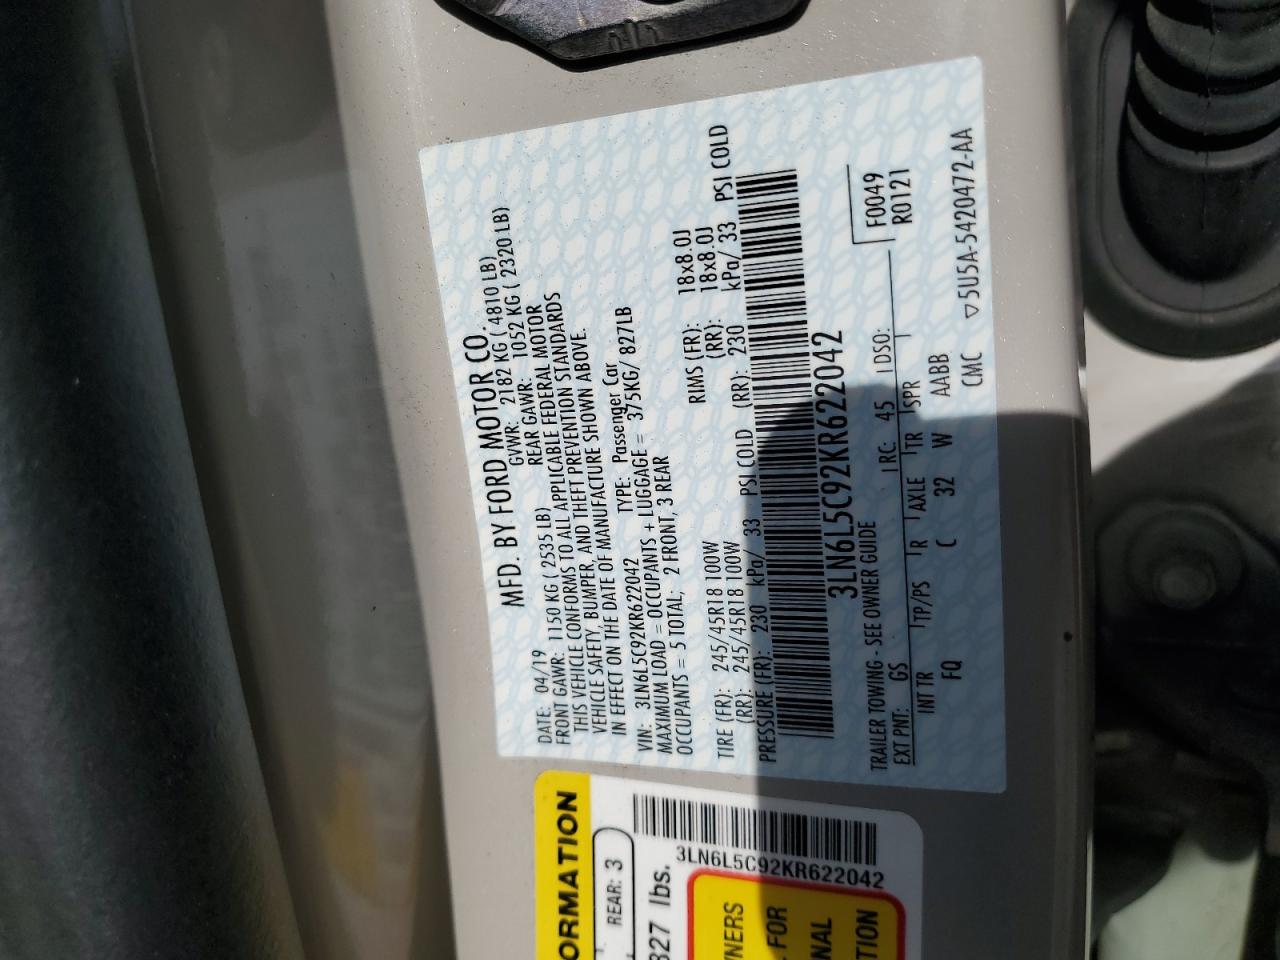 MFD. BY FORD MOTOR CO.
DATE: 04/19 GVWR: 2182 KG ( 4810 LB)
FRONT GAWR: 1150 KG ( 2535 LB) REAR GAWR: 1052 KG ( 2320 LB)
THIS VEHICLE CONFORMS TO ALL APPLICABLE FEDERAL MOTOR
VEHICLE SAFETY, BUMPER, AND THEFT PREVENTION STANDARDS
IN EFFECT ON THE DATE OF MANUFACTURE SHOWN ABOVE.
VIN: 3LN6L5C92KR622042 TYPE: Passenger Car
MAXIMUM LOAD = OCCUPANTS + LUGGAGE = 375KG/ 827LB
OCCUPANTS = 5 TOTAL; 2 FRONT, 3 REAR
TIRE (FR): 245/45R18 100W RIMS (FR): 18x8.0J
(RR): 245/45R18 100W (RR): 18x8.0J
PRESSURE (FR): 230 kPa/ 33 PSI COLD (RR): 230 kPa/ 33 PSI COLD
3LN6L5C92KR622042
TRAILER TOWING - SEE OWNER GUIDE
F0049
R0121
EXT PNT: GS RC: 45 DSO:
INT TR TP/PS R AXLE TR SPR
FQ C 32 W AABB
CMC ▽5U5A-5420472-AA
ORMATION
REAR: 3
827 lbs.
3LN6L5C92KR622042
NERS
FOR
NAL
TION